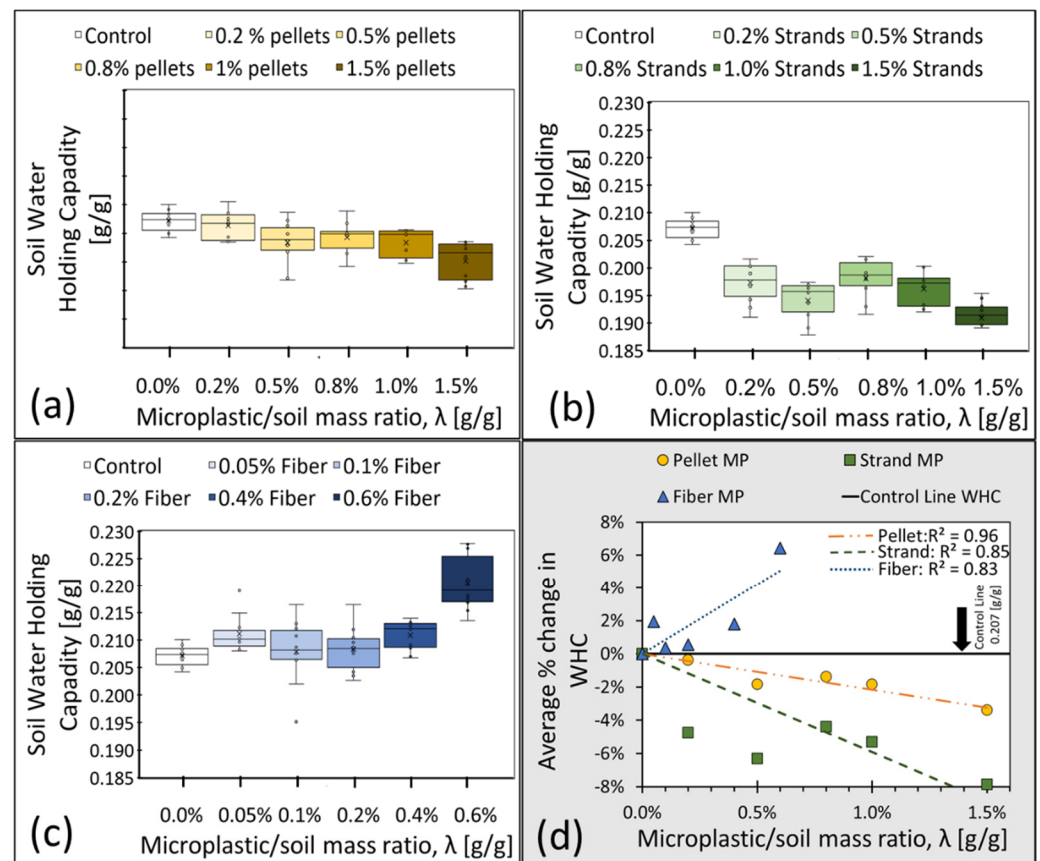 Control 0.2 % pellets 0.5% pellets
0.8% pellets 1% pellets 1.5% pellets
Soil Water
Holding Capadity
[g/g]
0.0% 0.2% 0.5% 0.8% 1.0% 1.5%
(a)
Microplastic/soil mass ratio, λ [g/g]
Control 0.2% Strands 0.5% Strands
0.8% Strands 1.0% Strands 1.5% Strands
Soil Water Holding
Capadity [g/g]
0.230
0.225
0.220
0.215
0.210
0.205
0.200
0.195
0.190
0.185
0.0% 0.2% 0.5% 0.8% 1.0% 1.5%
(b)
Microplastic/soil mass ratio, λ [g/g]
Control 0.05% Fiber 0.1% Fiber
0.2% Fiber 0.4% Fiber 0.6% Fiber
Soil Water Holding
Capadity [g/g]
0.230
0.225
0.220
0.215
0.210
0.205
0.200
0.195
0.190
0.185
0.0% 0.05% 0.1% 0.2% 0.4% 0.6%
(c)
Microplastic/soil mass ratio, λ [g/g]
Pellet MP Strand MP
Fiber MP Control Line WHC
Average % change in
WHC
8%
6%
4%
2%
0%
-2%
-4%
-6%
-8%
Pellet:R² = 0.96
Strand: R² = 0.85
Fiber: R² = 0.83
Control Line
0.207 [g/g]
0.0% 0.5% 1.0% 1.5%
(d)
Microplastic/soil mass ratio, λ [g/g]